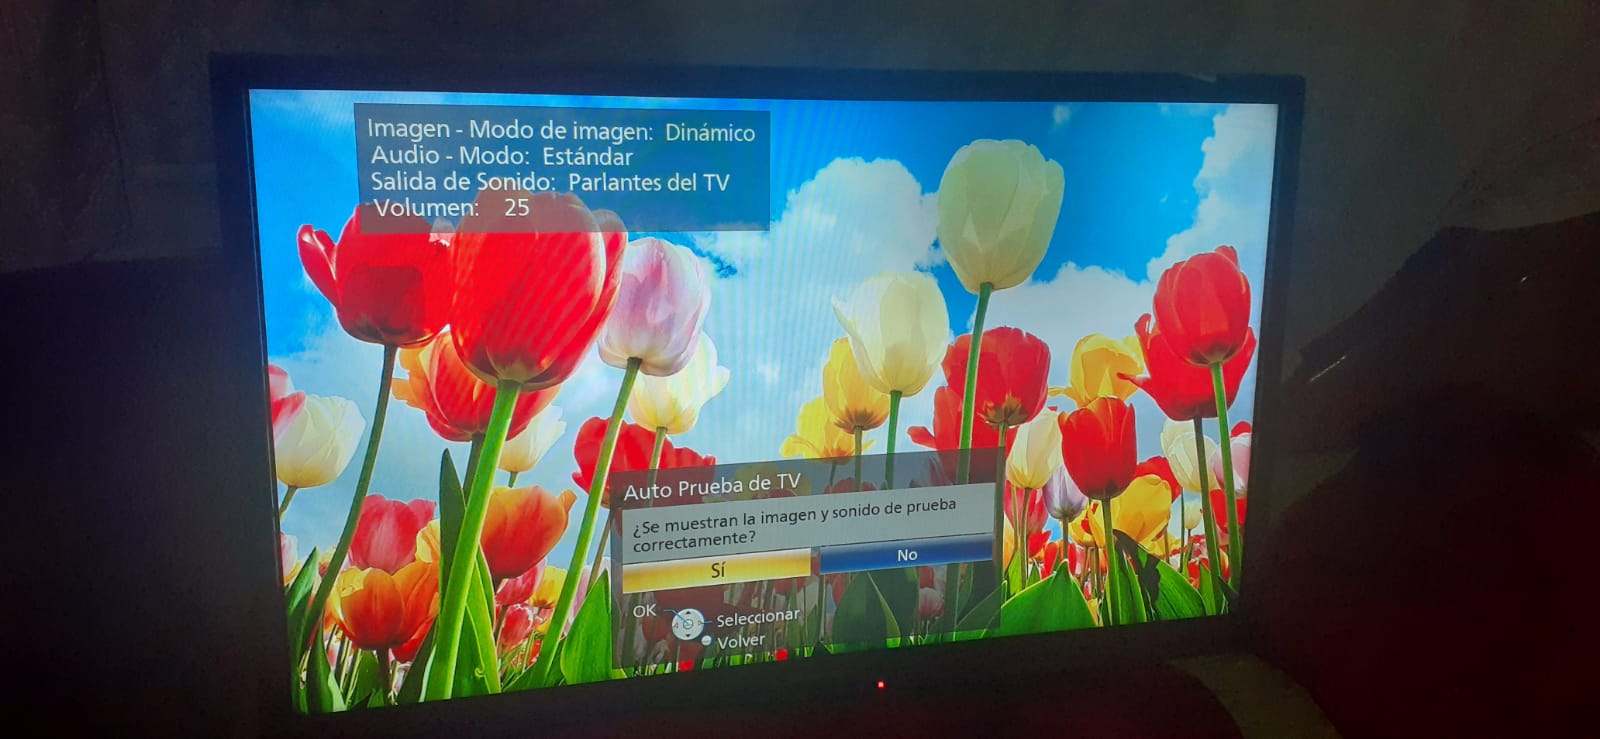 Imagen - Modo de imagen: Dinámico
Audio - Modo: Estándar
Salida de Sonido: Parlantes del TV
Volumen: 25
Auto Prueba de TV
¿Se muestran la imagen y sonido de prueba
correctamente?
Sí No
OK
Seleccionar
Volver